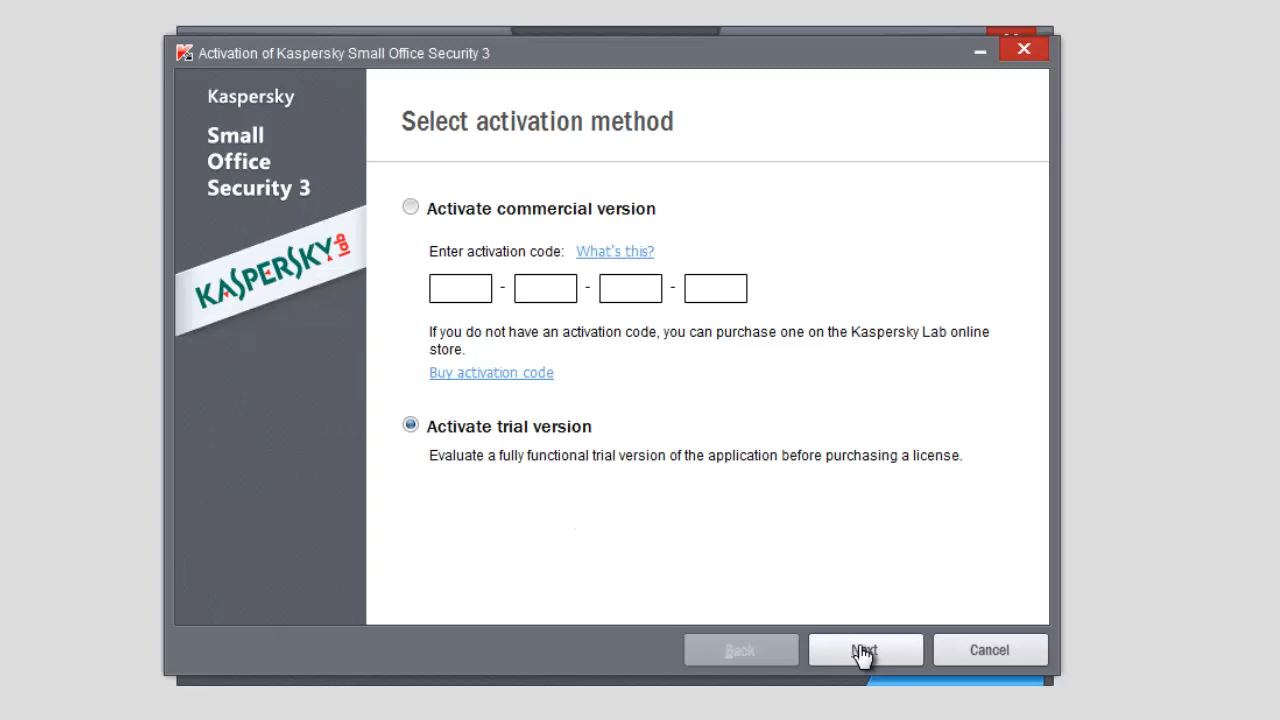 Activation of Kaspersky Small Office Security 3
Kaspersky
Small
Office
Security 3
KASPERSKY lab
Select activation method
Activate commercial version
Enter activation code: What's this?
- - -
If you do not have an activation code, you can purchase one on the Kaspersky Lab online
store.
Buy activation code
Activate trial version
Evaluate a fully functional trial version of the application before purchasing a license.
Back Next Cancel